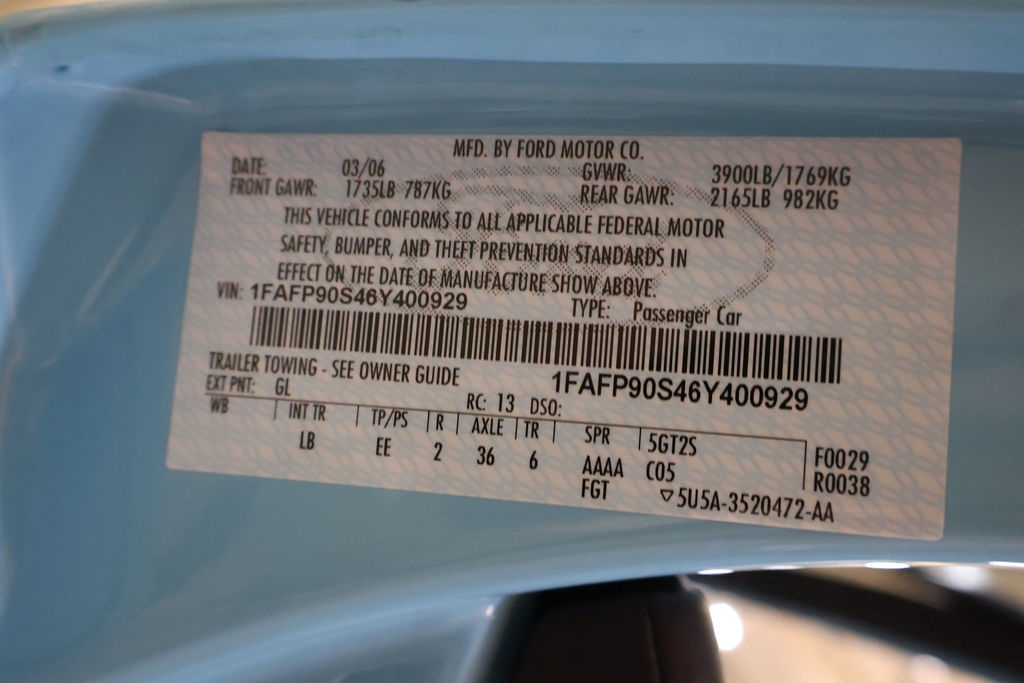 MFD. BY FORD MOTOR CO.
DATE: 03/06 GVWR: 3900LB/1769KG
FRONT GAWR: 1735LB 787KG REAR GAWR: 2165LB 982KG
THIS VEHICLE CONFORMS TO ALL APPLICABLE FEDERAL MOTOR
SAFETY, BUMPER, AND THEFT PREVENTION STANDARDS IN
EFFECT ON THE DATE OF MANUFACTURE SHOW ABOVE.
VIN: 1FAFP90S46Y400929 TYPE: Passenger Car
TRAILER TOWING - SEE OWNER GUIDE 1FAFP90S46Y400929
EXT PNT: GL RC: 13 DSO:
WB INT TR TP/PS R AXLE TR SPR 5GT2S F0029
LB EE 2 36 6 AAAA C05 R0038
FGT ▽5U5A-3520472-AA